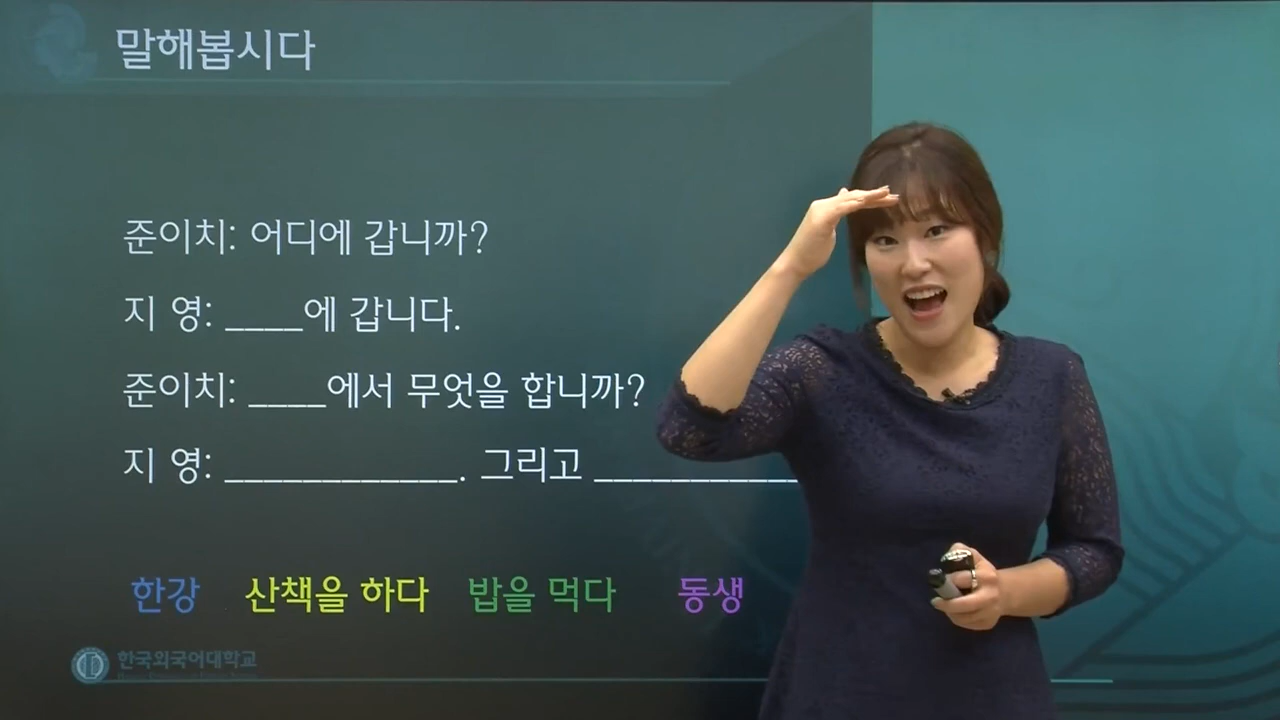 말해봅시다
준이치: 어디에 갑니까?
지 영: ____에 갑니다.
준이치: ____에서 무엇을 합니까?
지 영: ____________. 그리고 ___________
한강 산책을 하다 밥을 먹다 동생
한국외국어대학교